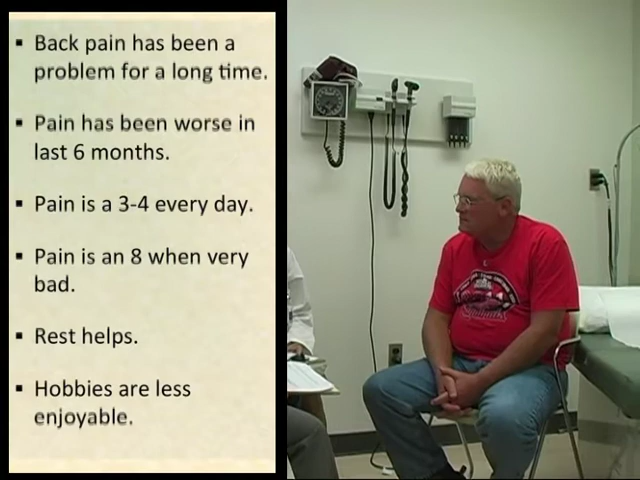 ▪ Back pain has been a
problem for a long time.
▪ Pain has been worse in
last 6 months.
▪ Pain is a 3-4 every day.
▪ Pain is an 8 when very
bad.
▪ Rest helps.
▪ Hobbies are less
enjoyable.